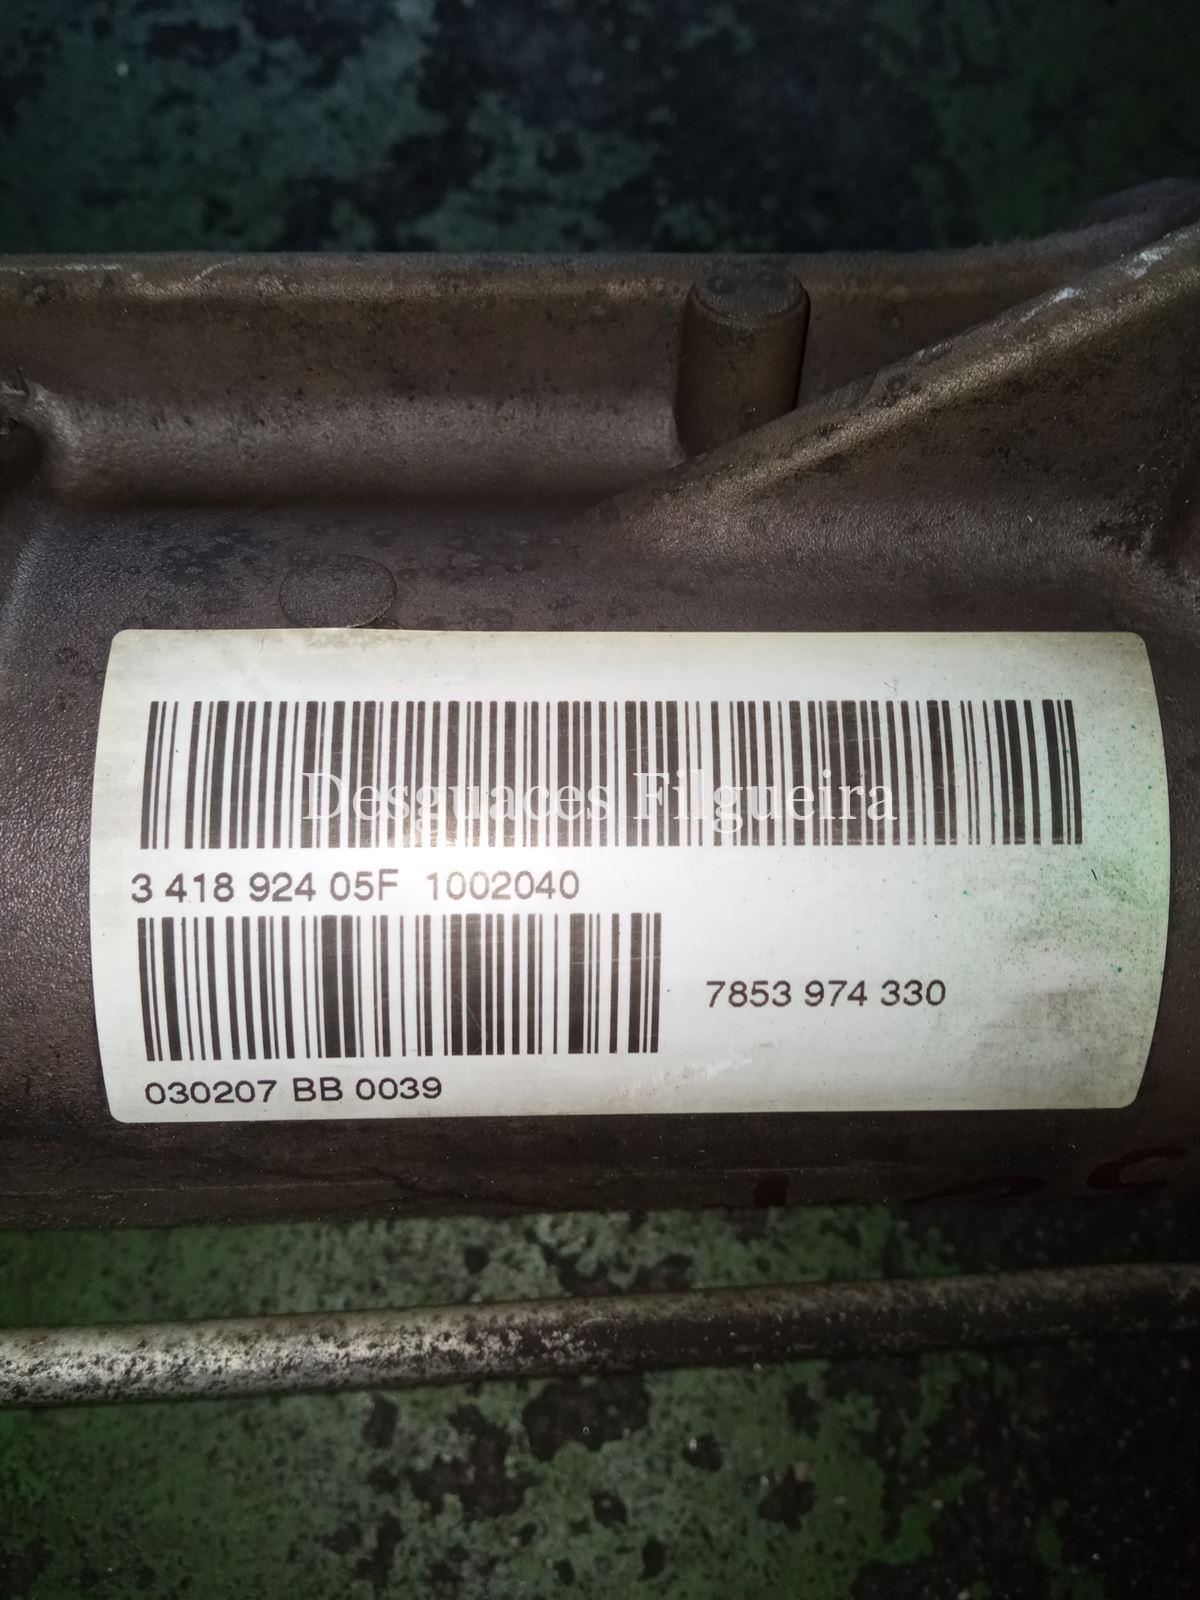 Desguaces Filgueira
3 418 924 05F 1002040
7853 974 330
030207 BB 0039